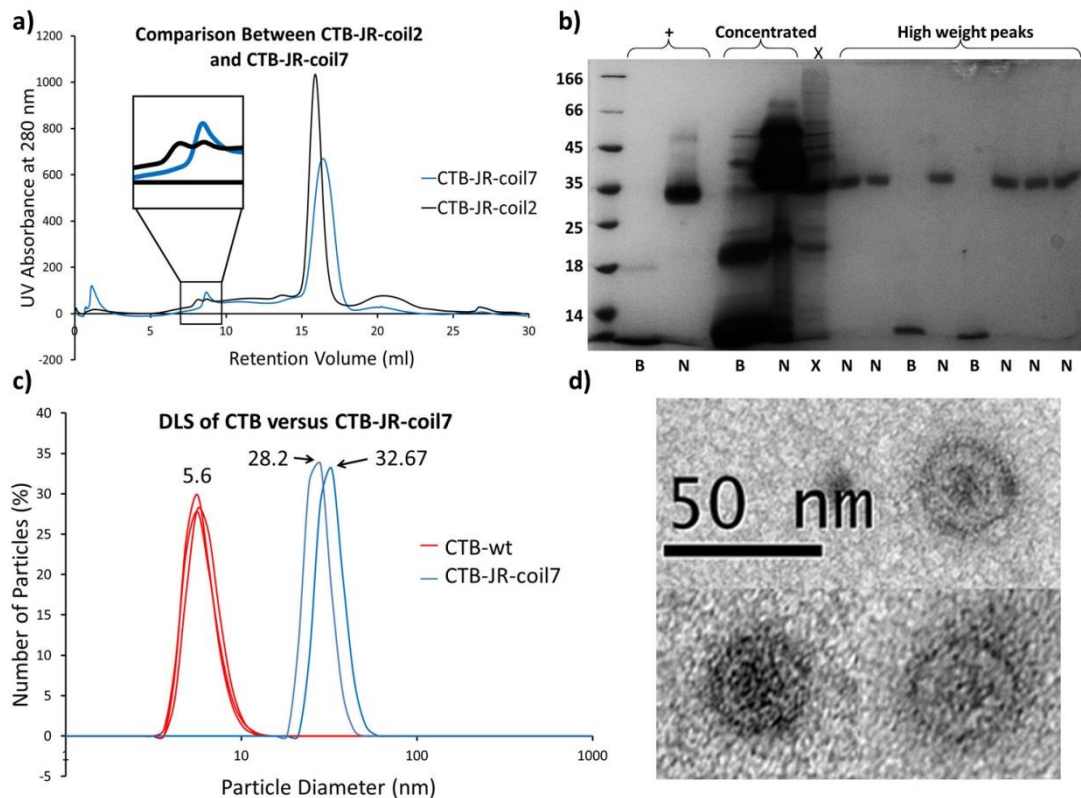 a)
Comparison Between CTB-JR-coil2
and CTB-JR-coil7
1200
1000
800
600
400
200
0
-200
UV Absorbance at 280 nm
CTB-JR-coil7
CTB-JR-coil2
0 5 10 15 20 25 30
Retention Volume (ml)
b)
+ Concentrated X High weight peaks
166
66
45
35
25
18
14
B N B N X N N B N B N N N
c)
DLS of CTB versus CTB-JR-coil7
40
35
30
25
20
15
10
5
0
-5
Number of Particles (%)
5.6
28.2
32.67
CTB-wt
CTB-JR-coil7
1 10 100 1000
Particle Diameter (nm)
d)
50 nm